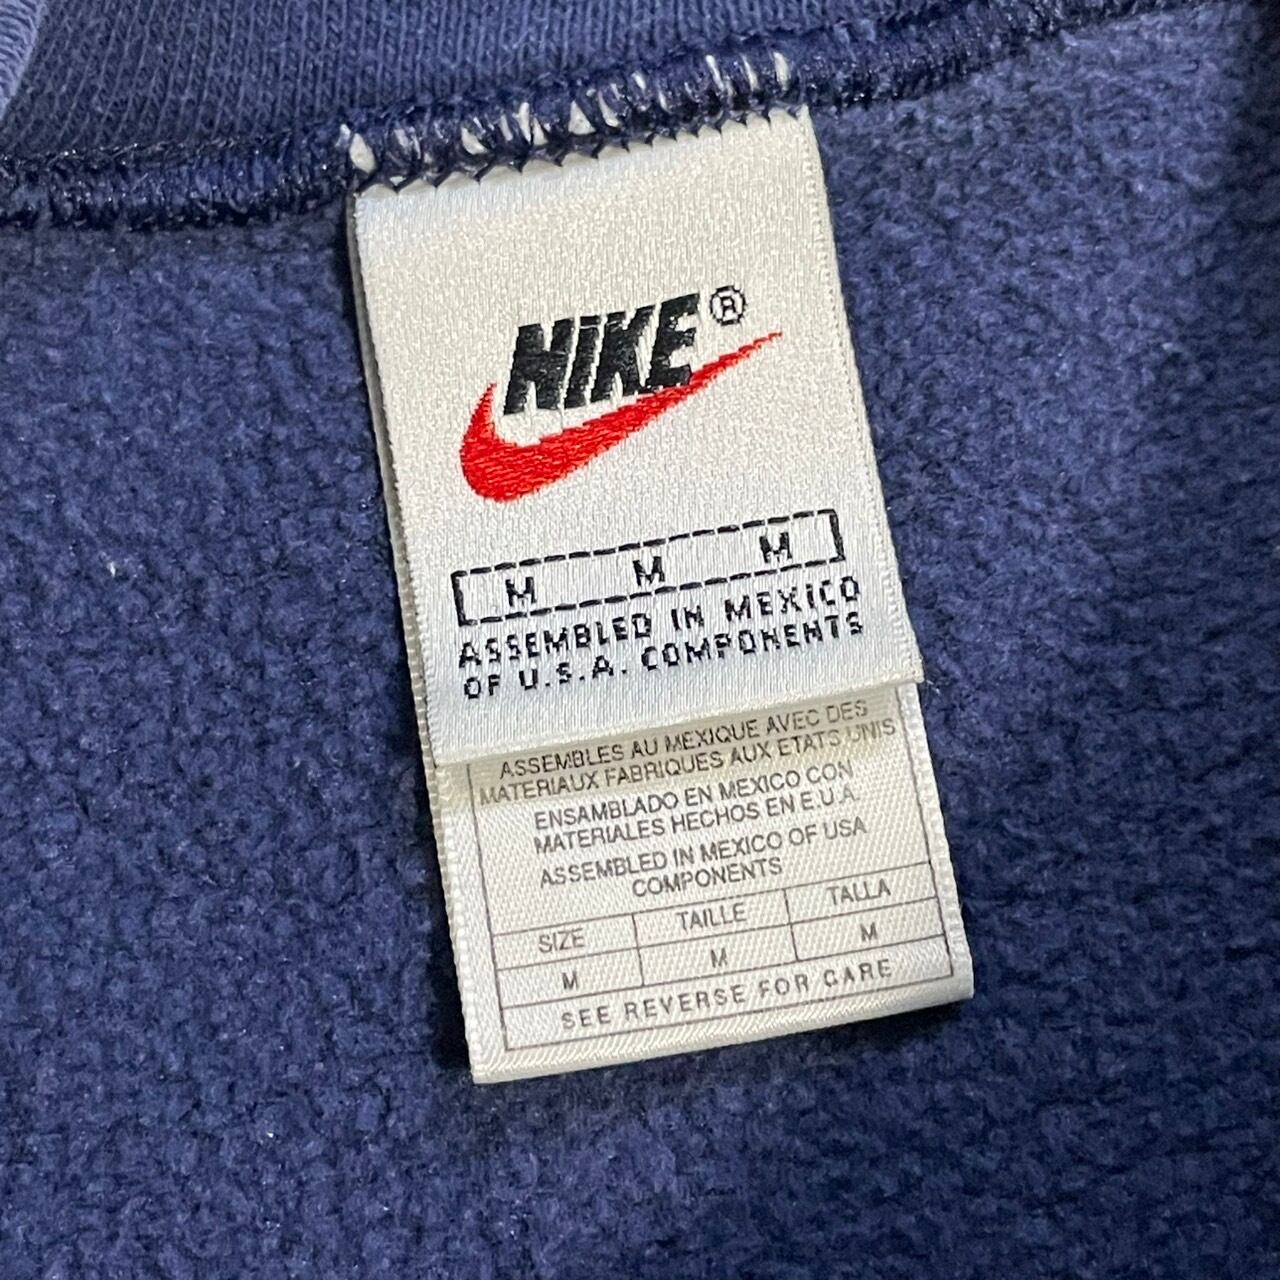 NiKE®
M M M
ASSEMBLED IN MEXiCO
OF U.S.A. COMPONENTS
ASSEMBLES AU MEXIQUE AVEC DES
MATERIAUX FABRIQUES AUX ETATS UNIS
ENSAMBLADO EN MEXICO CON
MATERIALES HECHOS EN E.U.A.
ASSEMBLED IN MEXICO OF USA
COMPONENTS
SIZE TAILLE TALLA
M M M
SEE REVERSE FOR CARE